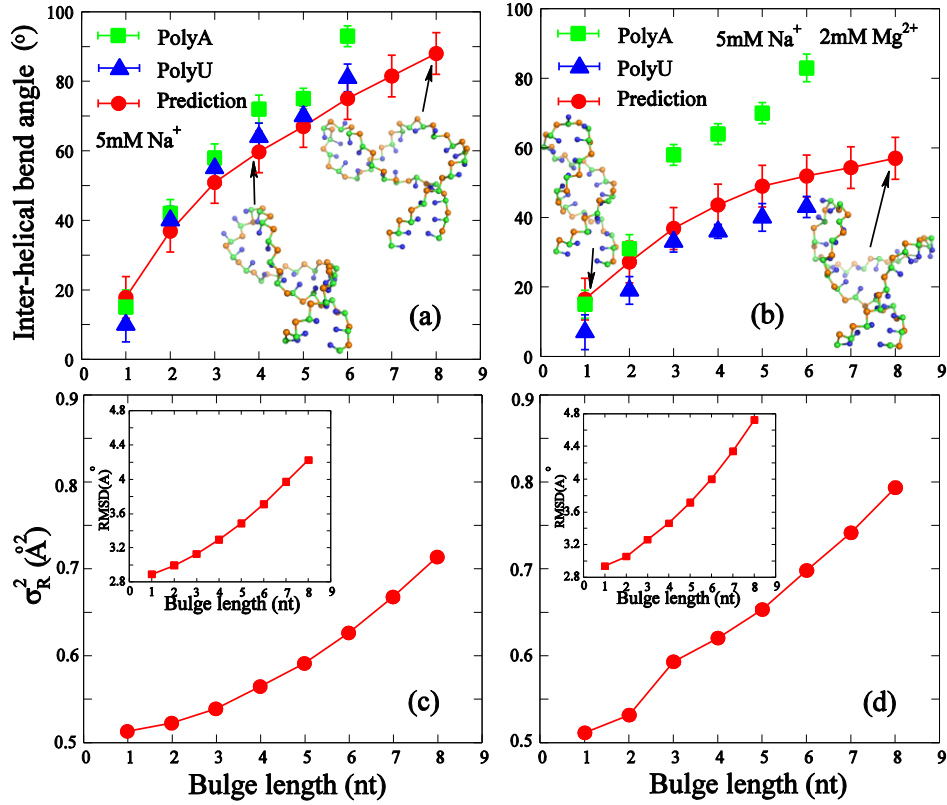 Inter-helical bend angle (°)
100
80
60
40
20
0
PolyA
PolyU
Prediction
5mM Na+
(a)
0 1 2 3 4 5 6 7 8 9
100
80
60
40
20
0
PolyA
PolyU
Prediction
5mM Na+ 2mM Mg2+
(b)
0 1 2 3 4 5 6 7 8 9
σR2 (Å2)
0.9
0.8
0.7
0.6
0.5
RMSD(A°)
4.8
4.4
4
3.6
3.2
2.8
0 1 2 3 4 5 6 7 8 9
Bulge length (nt)
(c)
0 1 2 3 4 5 6 7 8 9
Bulge length (nt)
0.9
0.8
0.7
0.6
0.5
RMSD(A°)
4.8
4.4
4
3.6
3.2
2.8
0 1 2 3 4 5 6 7 8 9
Bulge length (nt)
(d)
0 1 2 3 4 5 6 7 8 9
Bulge length (nt)